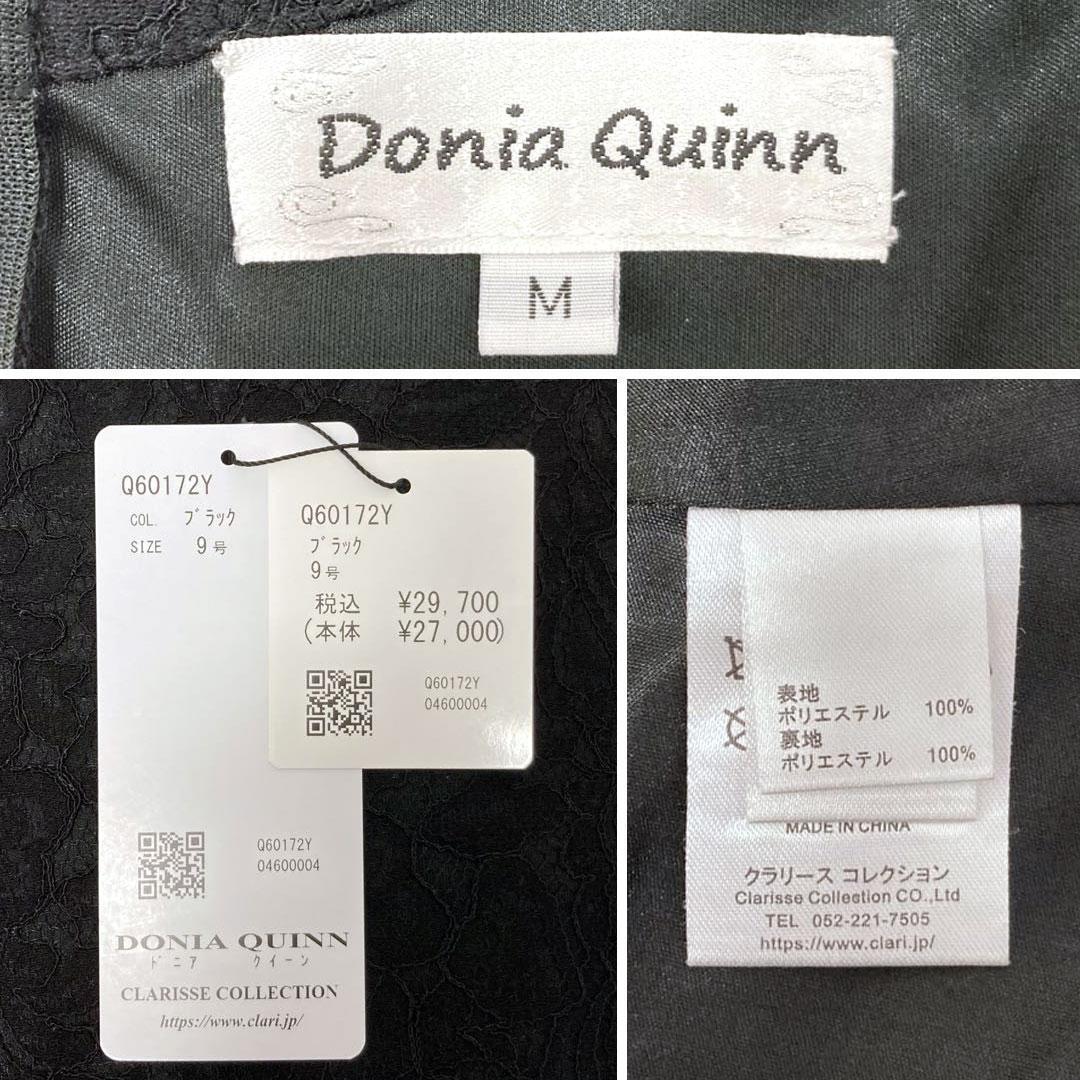 Donia Quinn
M
Q60172Y
COL. ブラック
SIZE 9号
Q60172Y
04600004
DONIA QUINN
ドニア クイーン
CLARISSE COLLECTION
https://www.clari.jp/
Q60172Y
ブラック
9号
税込 ¥29,700
(本体 ¥27,000)
Q60172Y
04600004
表地
ポリエステル 100%
裏地
ポリエステル 100%
MADE IN CHINA
クラリース コレクション
Clarisse Collection CO.,Ltd
TEL 052-221-7505
https://www.clari.jp/